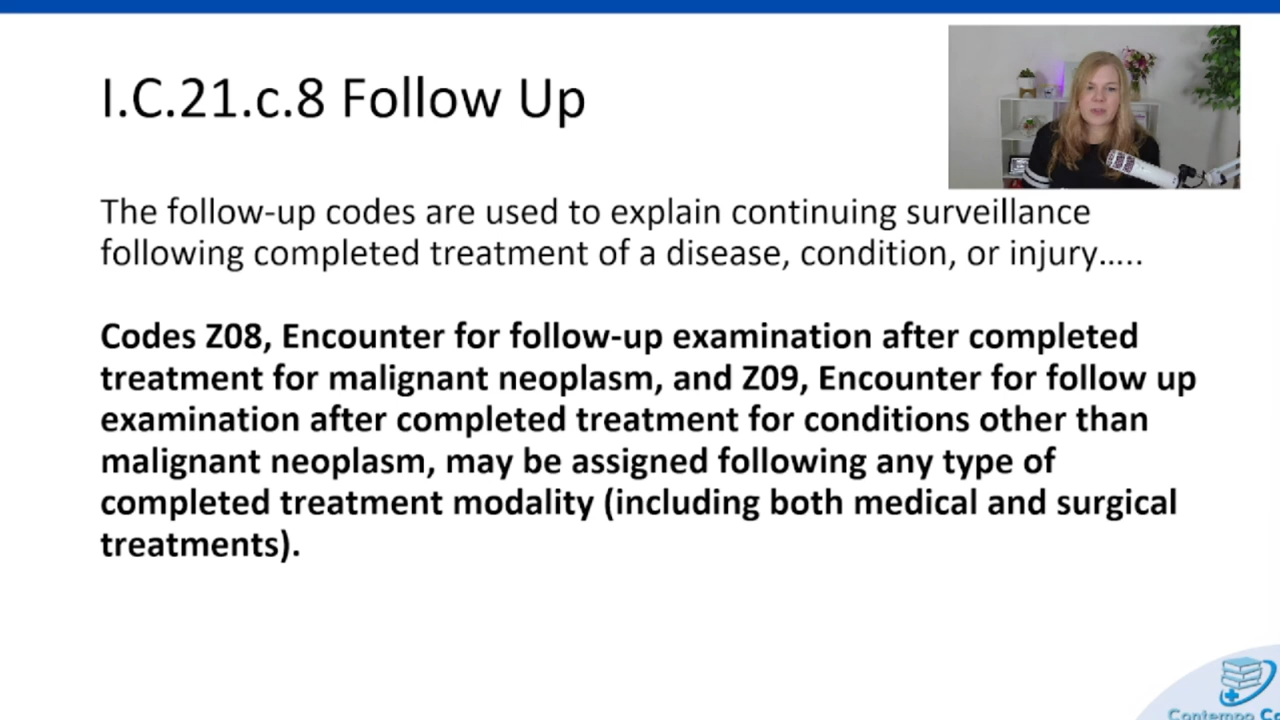 I.C.21.c.8 Follow Up
The follow-up codes are used to explain continuing surveillance
following completed treatment of a disease, condition, or injury…..
Codes Z08, Encounter for follow-up examination after completed
treatment for malignant neoplasm, and Z09, Encounter for follow up
examination after completed treatment for conditions other than
malignant neoplasm, may be assigned following any type of
completed treatment modality (including both medical and surgical
treatments).
Contempo Co